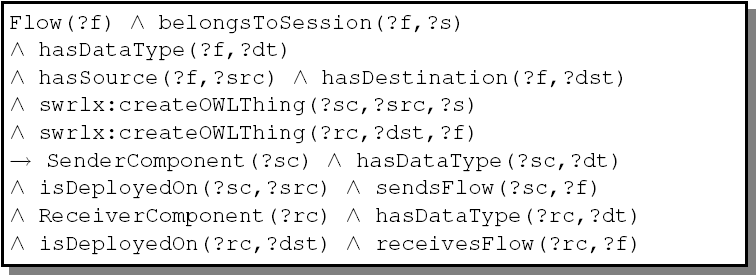 Flow(?f) ∧ belongsToSession(?f,?s)
∧ hasDataType(?f,?dt)
∧ hasSource(?f,?src) ∧ hasDestination(?f,?dst)
∧ swrlx:createOWLThing(?sc,?src,?s)
∧ swrlx:createOWLThing(?rc,?dst,?f)
→ SenderComponent(?sc) ∧ hasDataType(?sc,?dt)
∧ isDeployedOn(?sc,?src) ∧ sendsFlow(?sc,?f)
∧ ReceiverComponent(?rc) ∧ hasDataType(?rc,?dt)
∧ isDeployedOn(?rc,?dst) ∧ receivesFlow(?rc,?f)